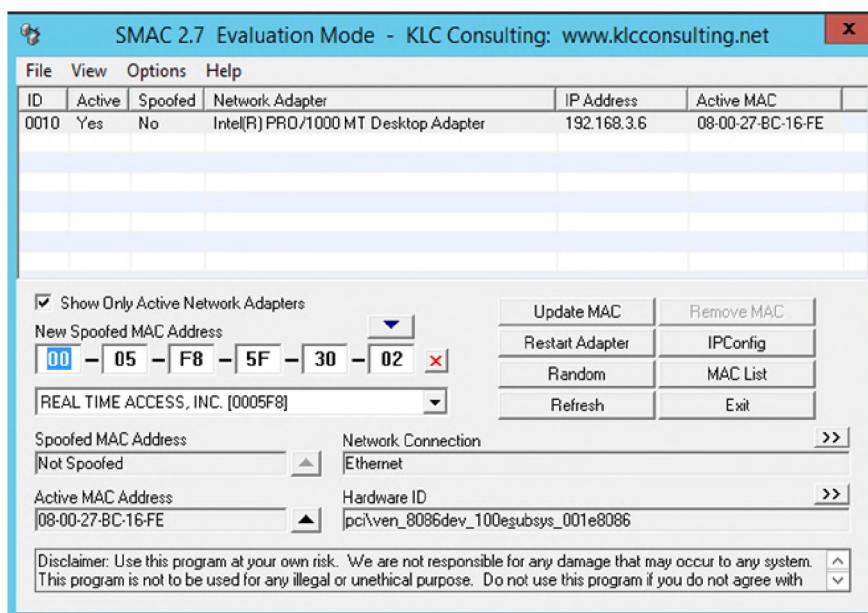 SMAC 2.7 Evaluation Mode - KLC Consulting: www.klcconsulting.net
x
File View Options Help
ID Active Spoofed Network Adapter IP Address Active MAC
0010 Yes No Intel(R) PRO/1000 MT Desktop Adapter 192.168.3.6 08-00-27-BC-16-FE
Show Only Active Network Adapters
New Spoofed MAC Address
00 - 05 - F8 - 5F - 30 - 02
REAL TIME ACCESS, INC. [0005F8]
Update MAC Remove MAC
Restart Adapter IPConfig
Random MAC List
Refresh Exit
Spoofed MAC Address
Not Spoofed
Network Connection >>
Ethernet
Active MAC Address
08-00-27-BC-16-FE
Hardware ID >>
pci\ven_8086dev_100esubsys_001e8086
Disclaimer: Use this program at your own risk. We are not responsible for any damage that may occur to any system.
This program is not to be used for any illegal or unethical purpose. Do not use this program if you do not agree with